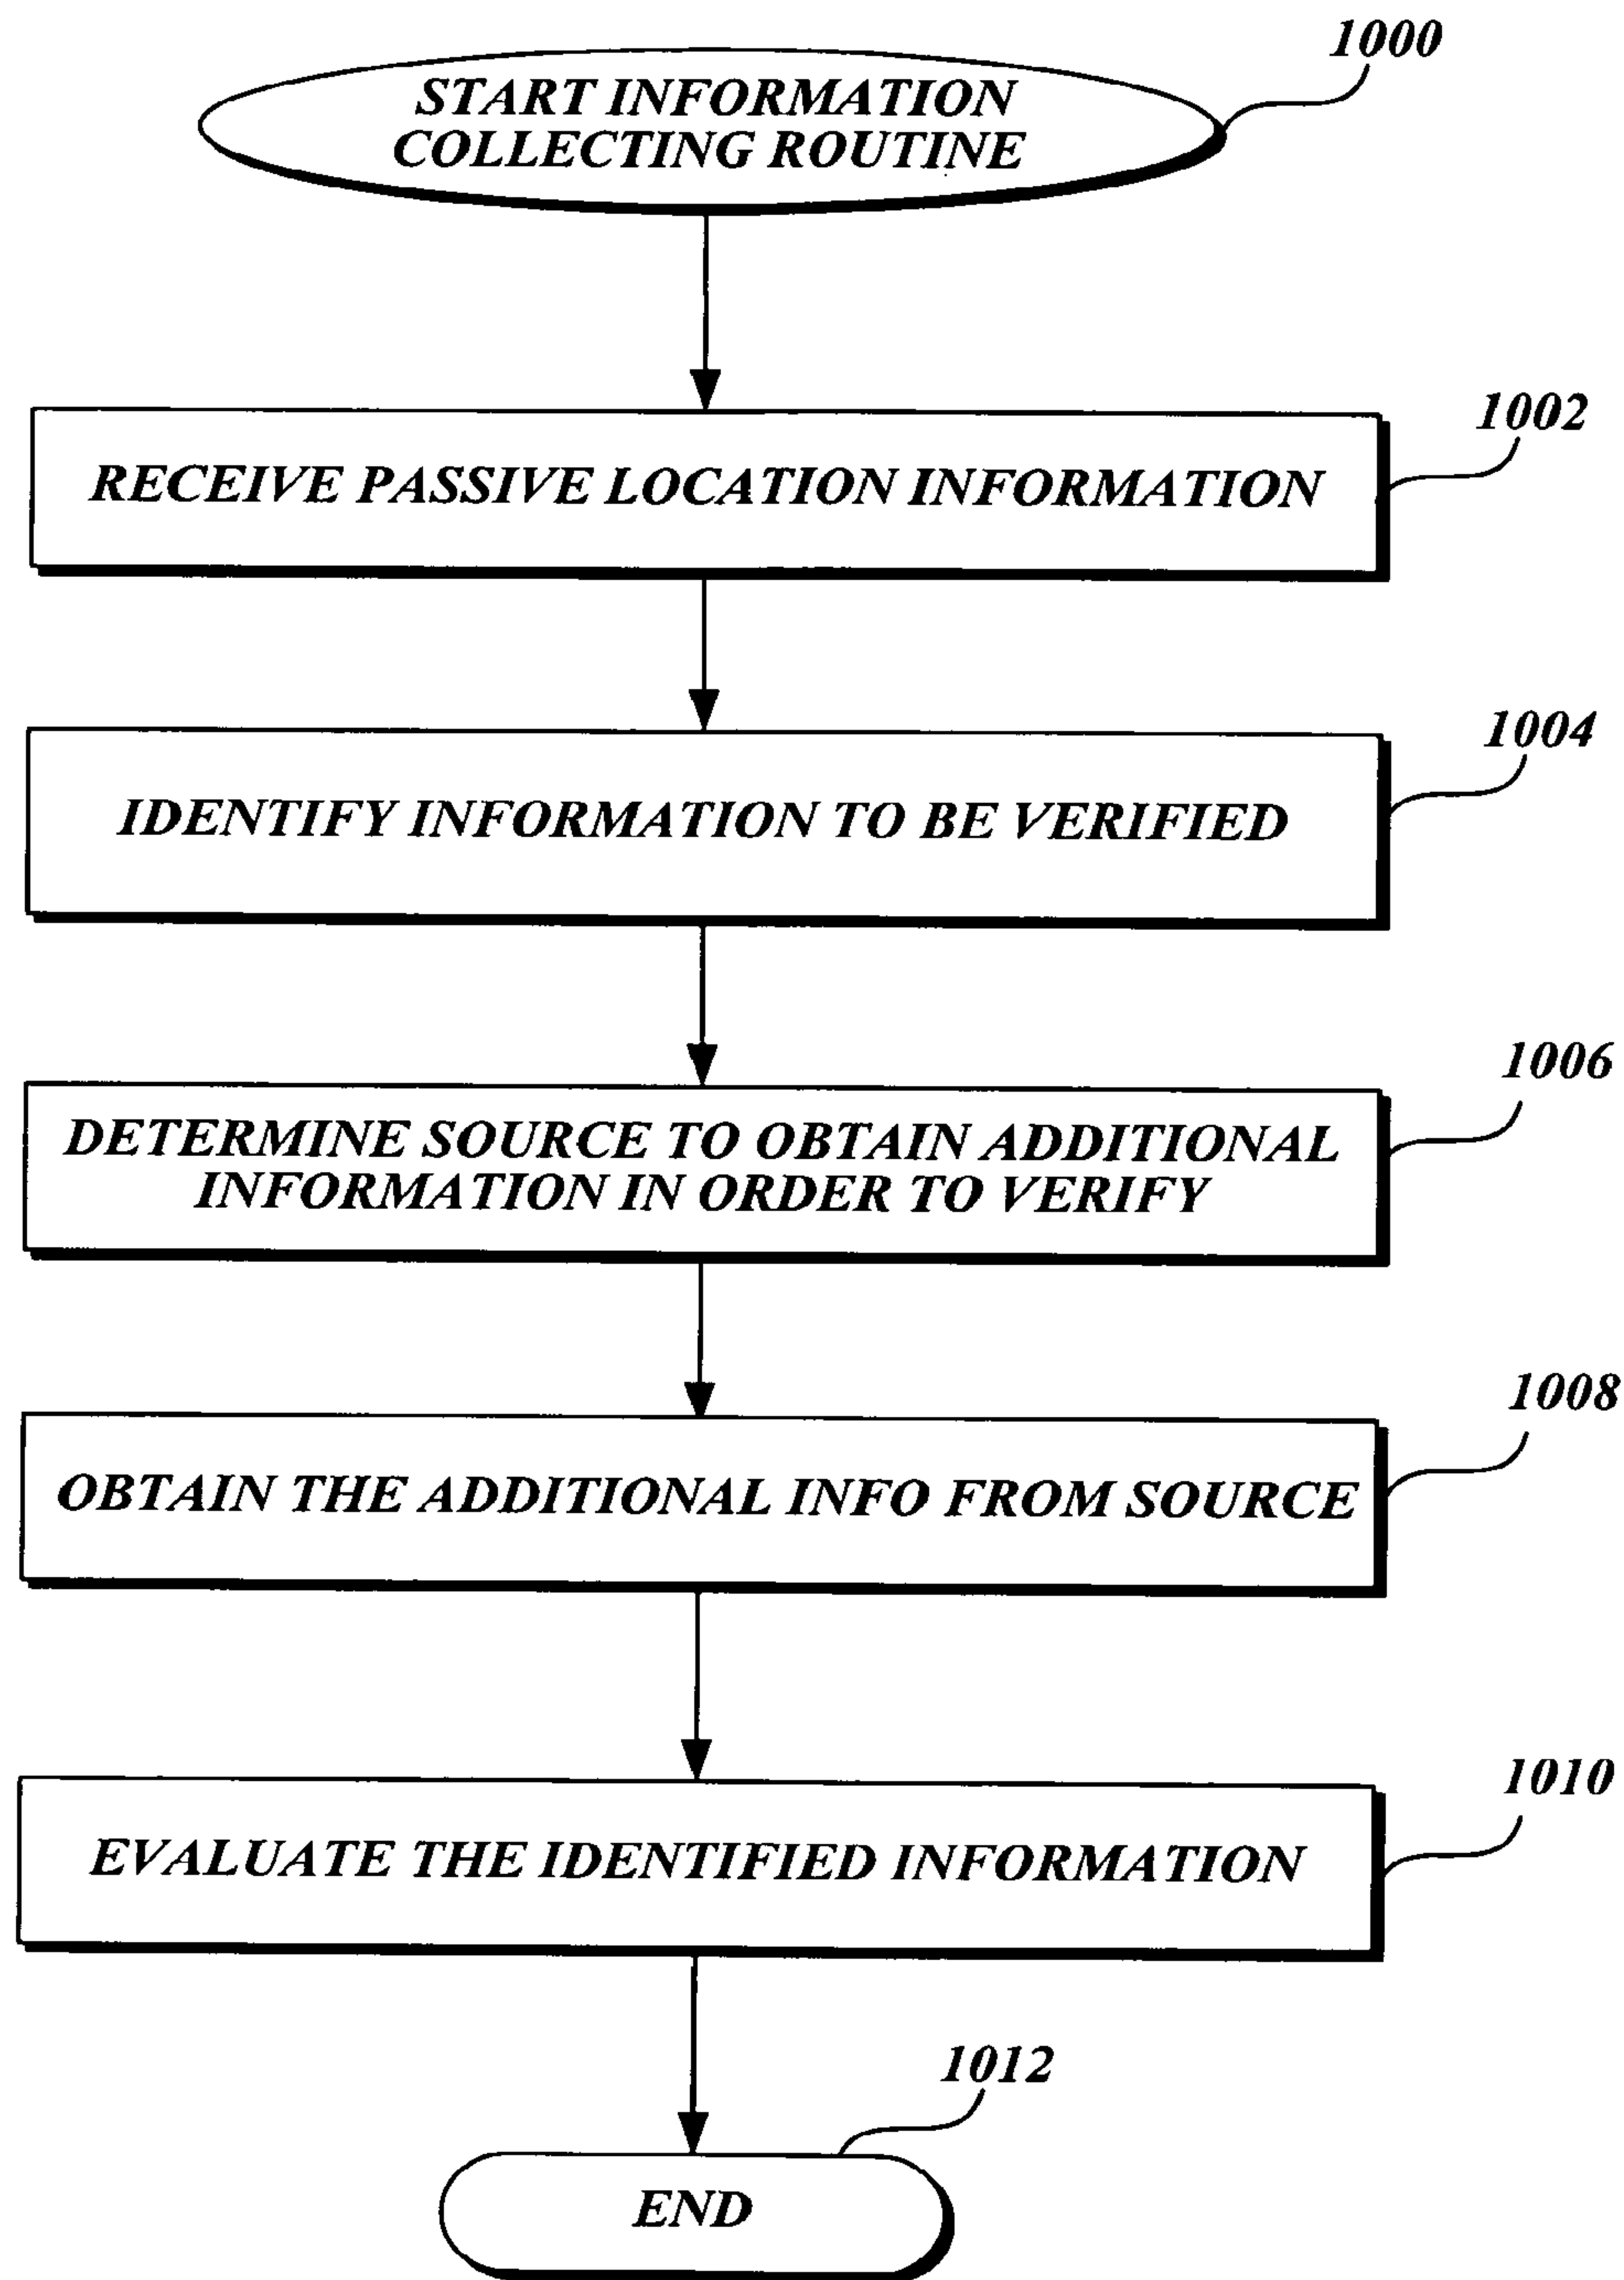 1000
START INFORMATION
COLLECTING ROUTINE
1002
RECEIVE PASSIVE LOCATION INFORMATION
1004
IDENTIFY INFORMATION TO BE VERIFIED
1006
DETERMINE SOURCE TO OBTAIN ADDITIONAL
INFORMATION IN ORDER TO VERIFY
1008
OBTAIN THE ADDITIONAL INFO FROM SOURCE
1010
EVALUATE THE IDENTIFIED INFORMATION
1012
END